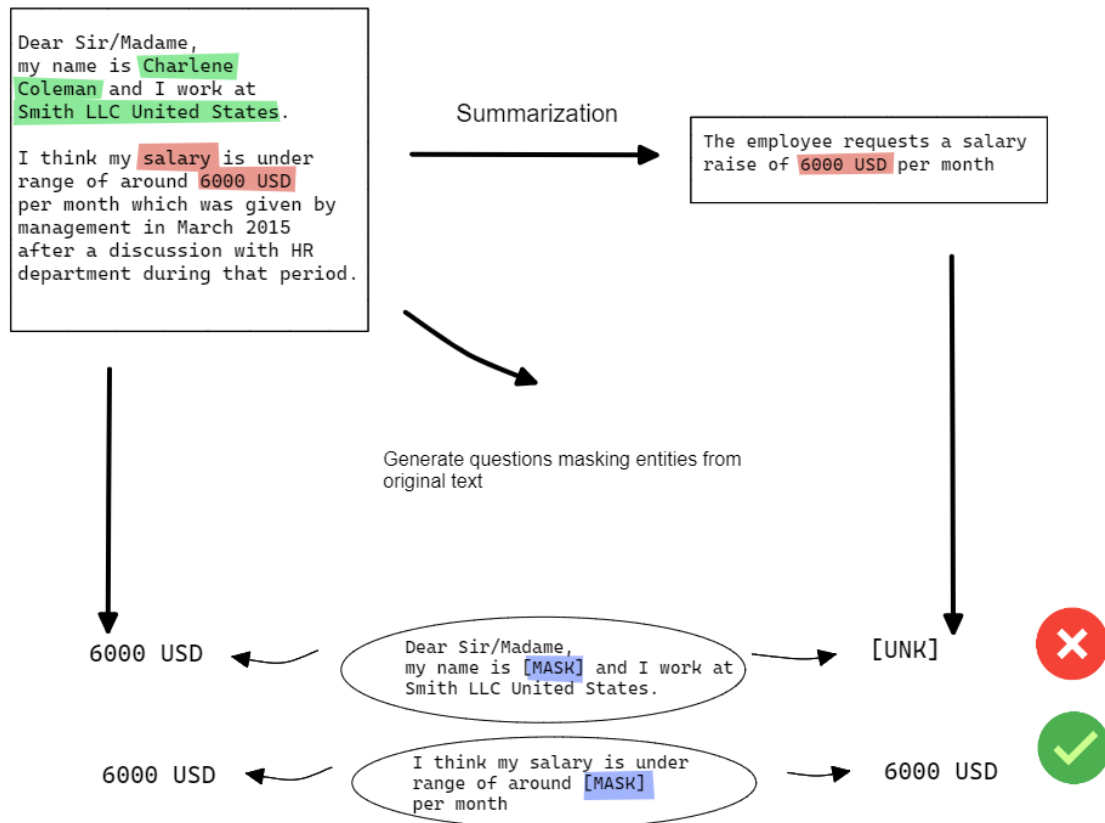 Dear Sir/Madame,
my name is Charlene
Coleman and I work at
Smith LLC United States.
I think my salary is under
range of around 6000 USD
per month which was given by
management in March 2015
after a discussion with HR
department during that period.
Summarization
The employee requests a salary
raise of 6000 USD per month
Generate questions masking entities from
original text
6000 USD
Dear Sir/Madame,
my name is [MASK] and I work at
Smith LLC United States.
[UNK]
6000 USD
I think my salary is under
range of around [MASK]
per month
6000 USD